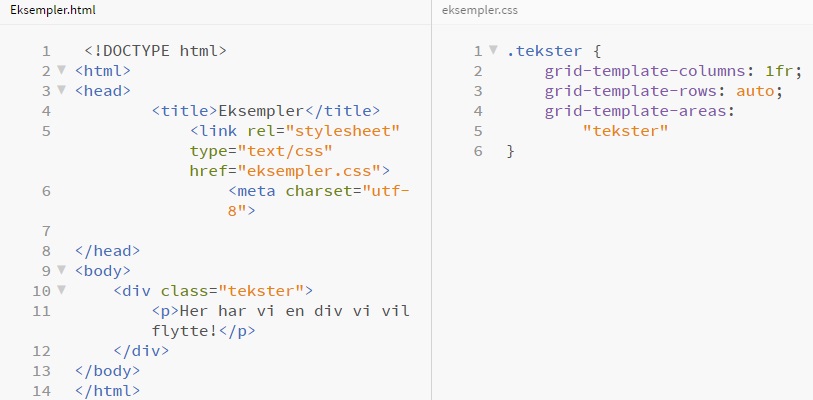 Eksempler.html
1 <!DOCTYPE html>
2 <html>
3 <head>
4 <title>Eksempler</title>
5 <link rel="stylesheet"
type="text/css"
href="eksempler.css">
6 <meta charset="utf-
8">
7
8 </head>
9 <body>
10 <div class="tekster">
11 <p>Her har vi en div vi vil
flytte!</p>
12 </div>
13 </body>
14 </html>
eksempler.css
1 .tekster {
2 grid-template-columns: 1fr;
3 grid-template-rows: auto;
4 grid-template-areas:
5 "tekster"
6 }